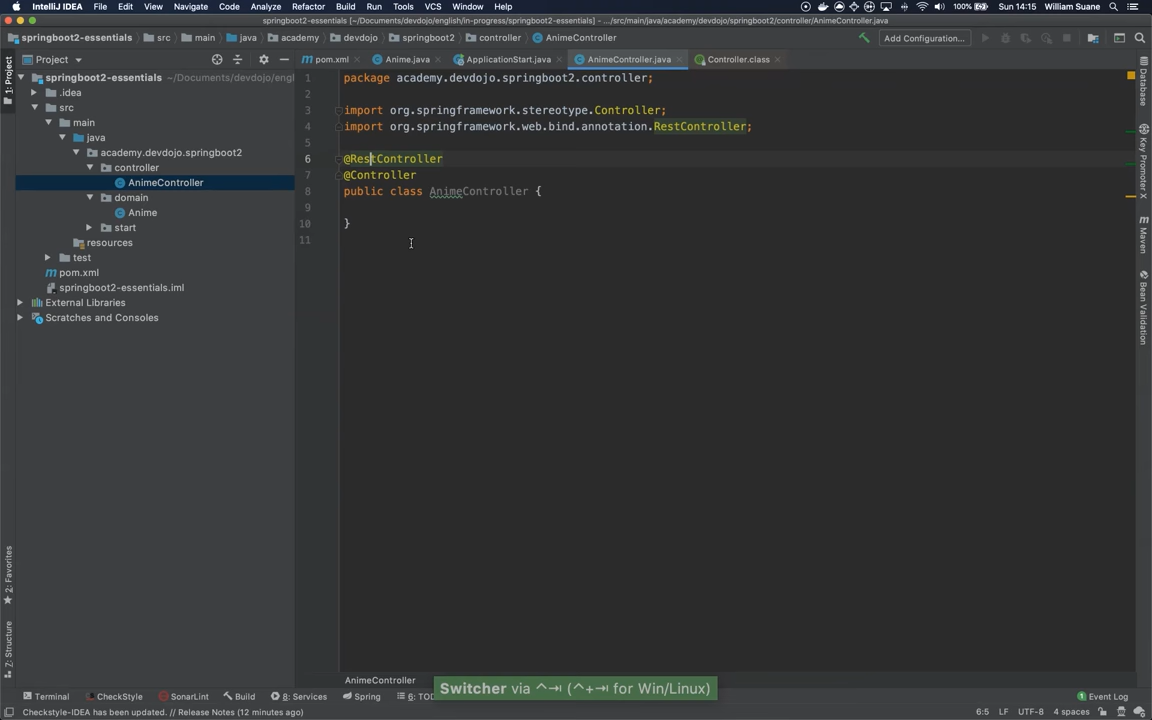 IntelliJ IDEA File Edit View Navigate Code Analyze Refactor Build Run Tools VCS Window Help 100% Sun 14:15 William Suane
springboot2-essentials [~/Documents/devdojo/english/in-progress/springboot2-essentials] - .../src/main/java/academy/devdojo/springboot2/controller/AnimeController.java
springboot2-essentials src main java academy devdojo springboot2 controller AnimeController Add Configuration...
Project pom.xml Anime.java ApplicationStart.java AnimeController.java Controller.class
springboot2-essentials ~/Documents/devdojo/engl
.idea
src
main
java
academy.devdojo.springboot2
controller
AnimeController
domain
Anime
start
resources
test
pom.xml
springboot2-essentials.iml
External Libraries
Scratches and Consoles
1 package academy.devdojo.springboot2.controller;
2
3 import org.springframework.stereotype.Controller;
4 import org.springframework.web.bind.annotation.RestController;
5
6 @RestController
7 @Controller
8 public class AnimeController {
9
10 }
11
1: Project
2: Favorites
Z: Structure
Database
Key Promoter X
Maven
Bean Validation
AnimeController
Switcher via ^⇥ (^+⇥ for Win/Linux)
Terminal CheckStyle SonarLint Build 8: Services Spring 6: TOD Event Log
Checkstyle-IDEA has been updated. // Release Notes (12 minutes ago) 6:5 LF UTF-8 4 spaces